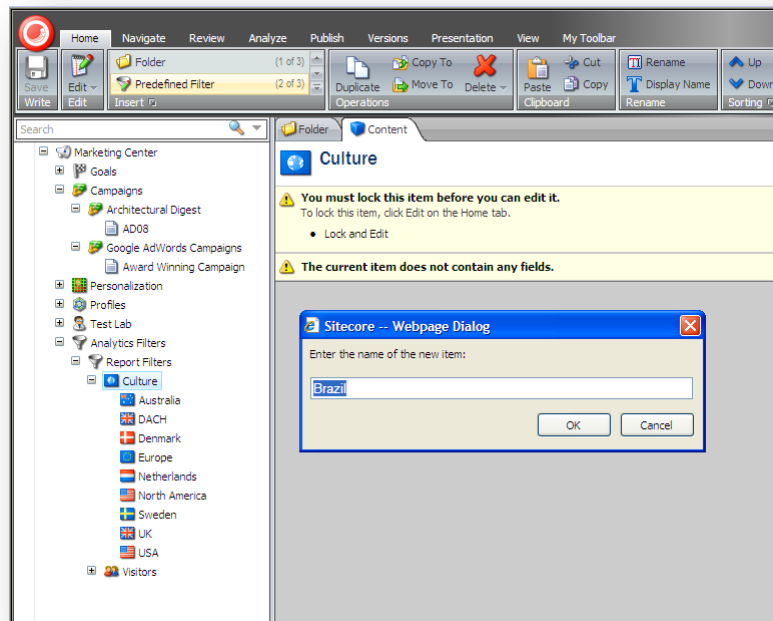 Home Navigate Review Analyze Publish Versions Presentation View My Toolbar
Save
Write
Edit
Edit
Folder (1 of 3)
Predefined Filter (2 of 3)
Insert
Duplicate
Copy To
Move To
Delete
Operations
Paste
Cut
Copy
Clipboard
Rename
Display Name
Rename
Up
Down
Sorting
Search
Marketing Center
Goals
Campaigns
Architectural Digest
AD08
Google AdWords Campaigns
Award Winning Campaign
Personalization
Profiles
Test Lab
Analytics Filters
Report Filters
Culture
Australia
DACH
Denmark
Europe
Netherlands
North America
Sweden
UK
USA
Visitors
Folder Content
Culture
You must lock this item before you can edit it.
To lock this item, click Edit on the Home tab.
• Lock and Edit
The current item does not contain any fields.
Sitecore -- Webpage Dialog
Enter the name of the new item:
Brazil
OK Cancel